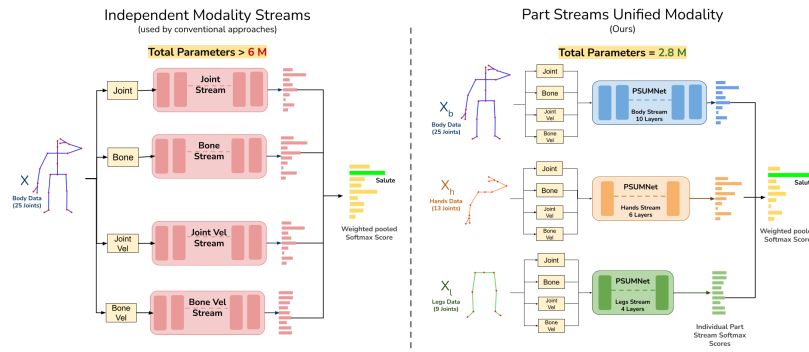 Independent Modality Streams
(used by conventional approaches)
Total Parameters > 6 M
Joint
Joint
Stream
Bone
Bone
Stream
X
Body Data
(25 Joints)
Salute
Weighted pooled
Softmax Score
Joint
Vel
Joint Vel
Stream
Bone
Vel
Bone Vel
Stream
Part Streams Unified Modality
(Ours)
Total Parameters = 2.8 M
Xb
Body Data
(25 Joints)
Joint
Bone
Joint
Vel
Bone
Vel
PSUMNet
Body Stream
10 Layers
Xh
Hands Data
(13 Joints)
Joint
Bone
Joint
Vel
Bone
Vel
PSUMNet
Hands Stream
6 Layers
Salute
Weighted poole
Softmax Score
Xl
Legs Data
(9 Joints)
Joint
Bone
Joint
Vel
Bone
Vel
PSUMNet
Legs Stream
4 Layers
Individual Part
Stream Softmax
Scores